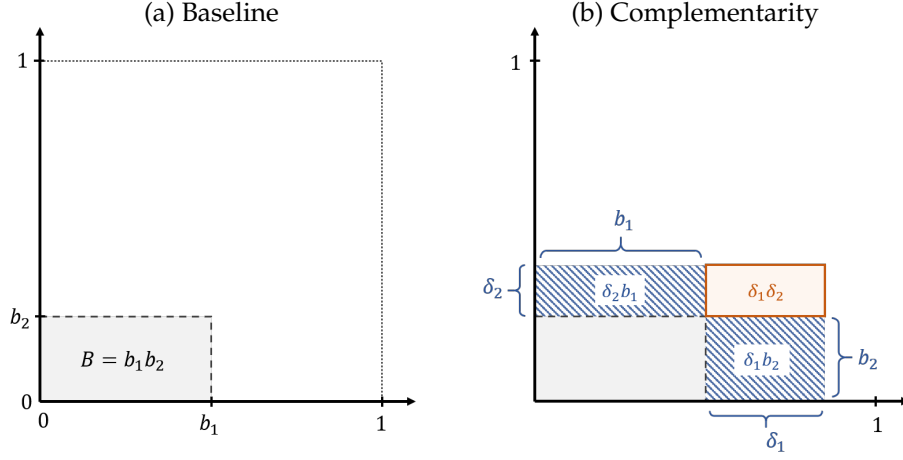 (a) Baseline
1
b₂
B = b₁b₂
0
0
b₁
1
(b) Complementarity
1
b₁
δ₂
δ₂b₁
δ₁δ₂
δ₁b₂
b₂
1
δ₁